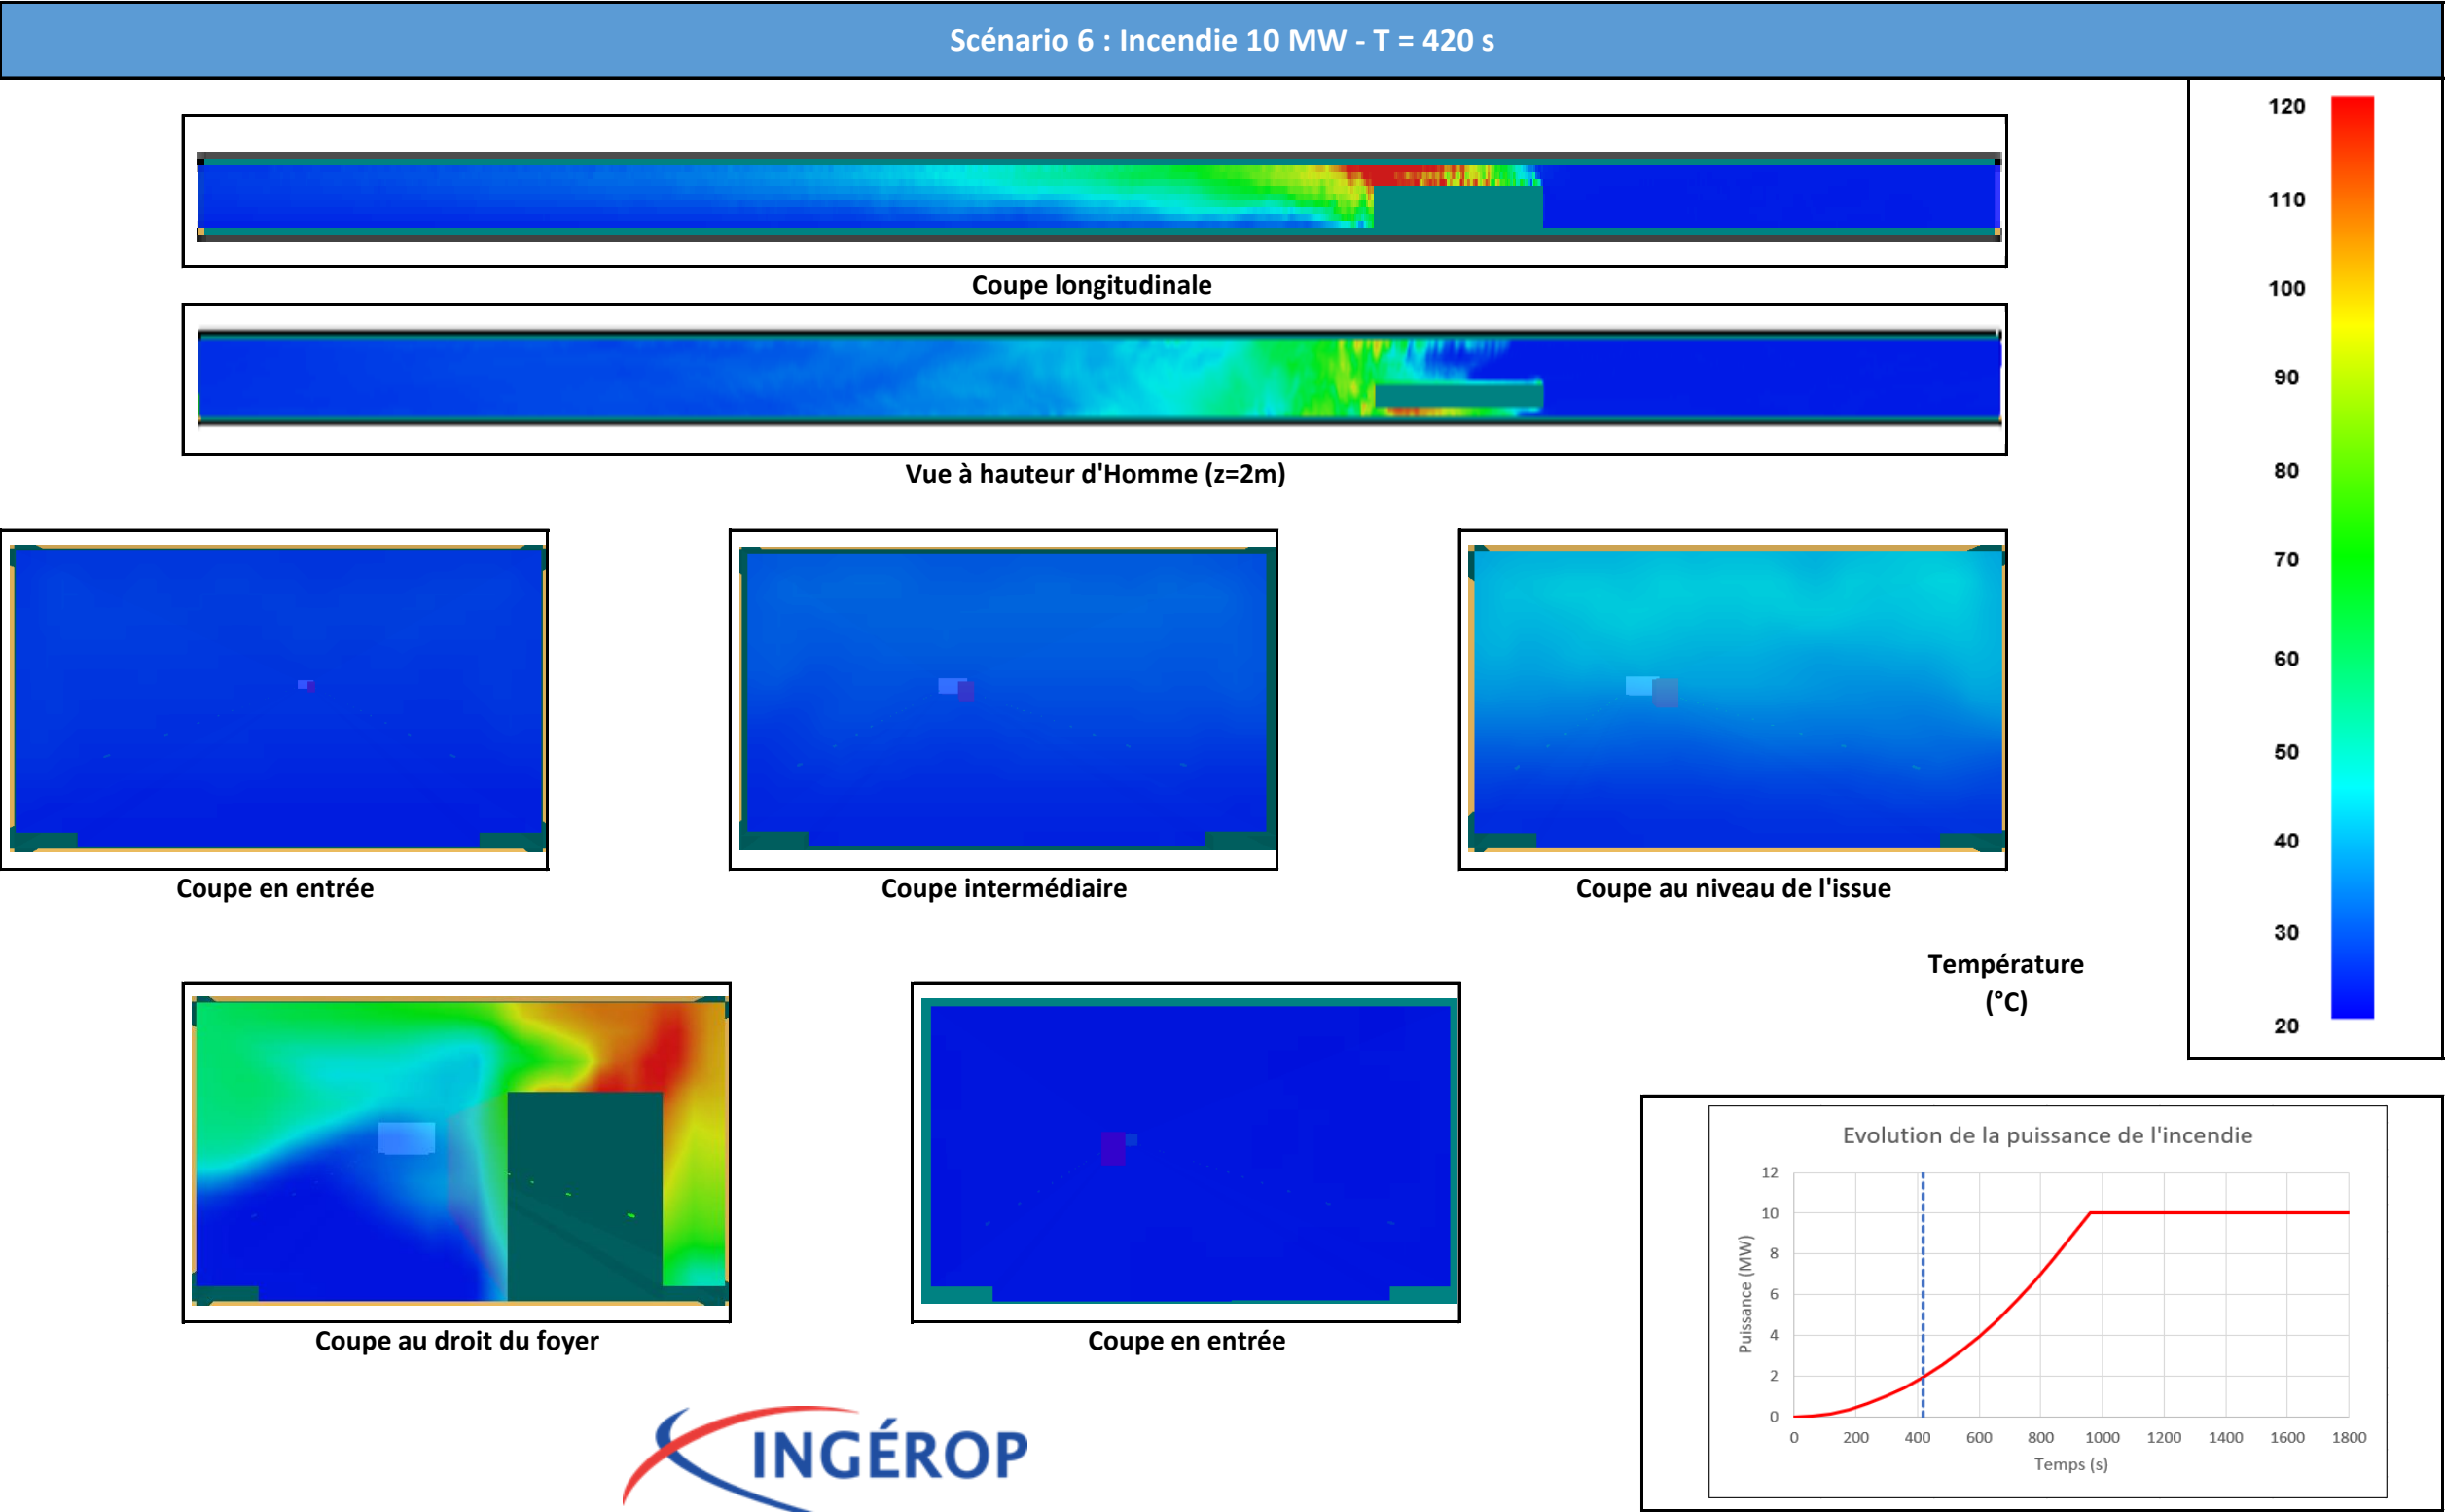 Scénario 6 : Incendie 10 MW - T = 420 s
Coupe longitudinale
Vue à hauteur d'Homme (z=2m)
Coupe en entrée
Coupe intermédiaire
Coupe au niveau de l'issue
Coupe au droit du foyer
Coupe en entrée
Température
(°C)
120
110
100
90
80
70
60
50
40
30
20
Evolution de la puissance de l'incendie
Puissance (MW)
12
10
8
6
4
2
0
0 200 400 600 800 1000 1200 1400 1600 1800
Temps (s)
INGÉROP